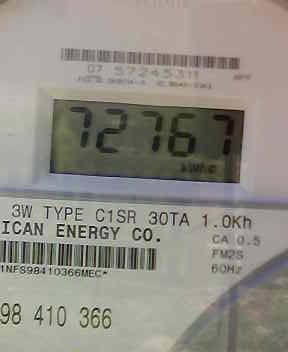 07 57245311
72767
3W TYPE C1SR 30TA 1.0Kh
ICAN ENERGY CO.
CA 0.5
FM2S
60Hz
1NFS98410366MEC*
98 410 366